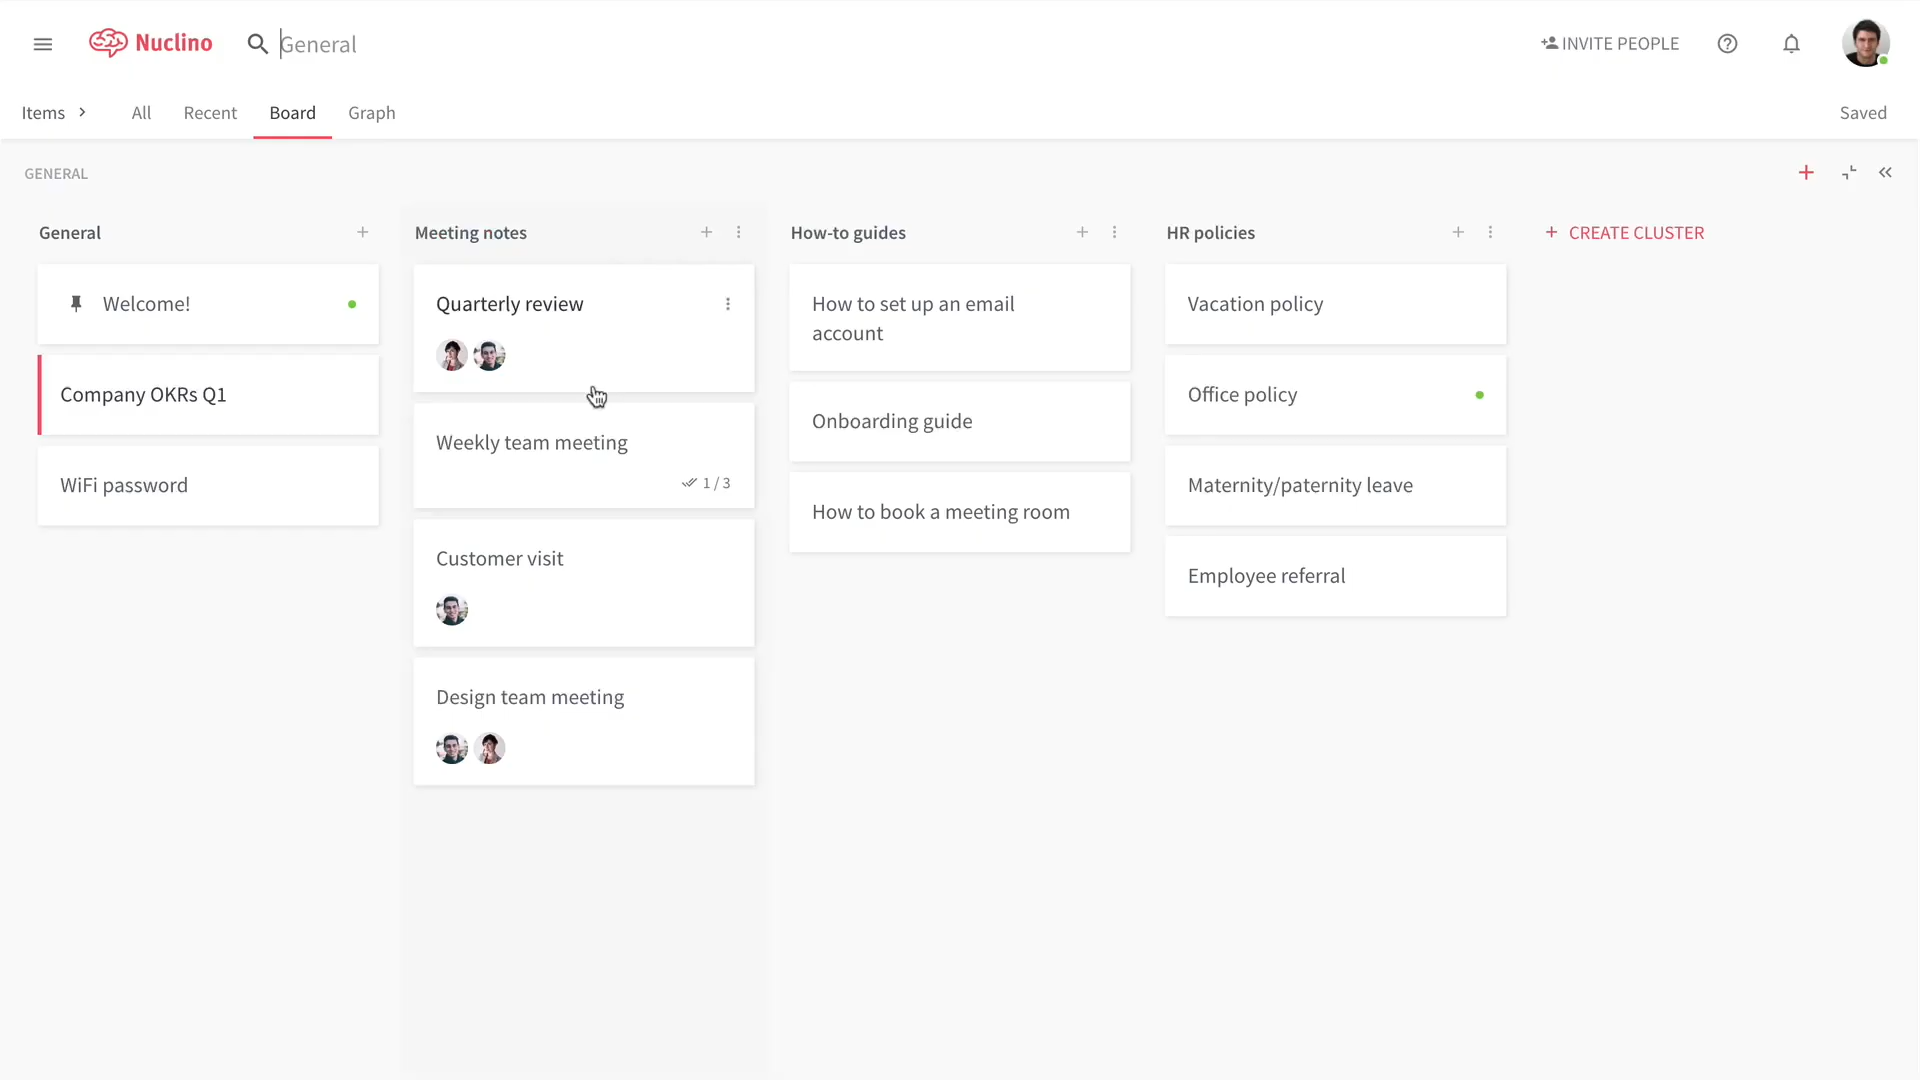 Nuclino
General
INVITE PEOPLE
Items
All
Recent
Board
Graph
Saved
GENERAL
General
Welcome!
Company OKRs Q1
WiFi password
Meeting notes
Quarterly review
Weekly team meeting
1 / 3
Customer visit
Design team meeting
How-to guides
How to set up an email
account
Onboarding guide
How to book a meeting room
HR policies
Vacation policy
Office policy
Maternity/paternity leave
Employee referral
+ CREATE CLUSTER